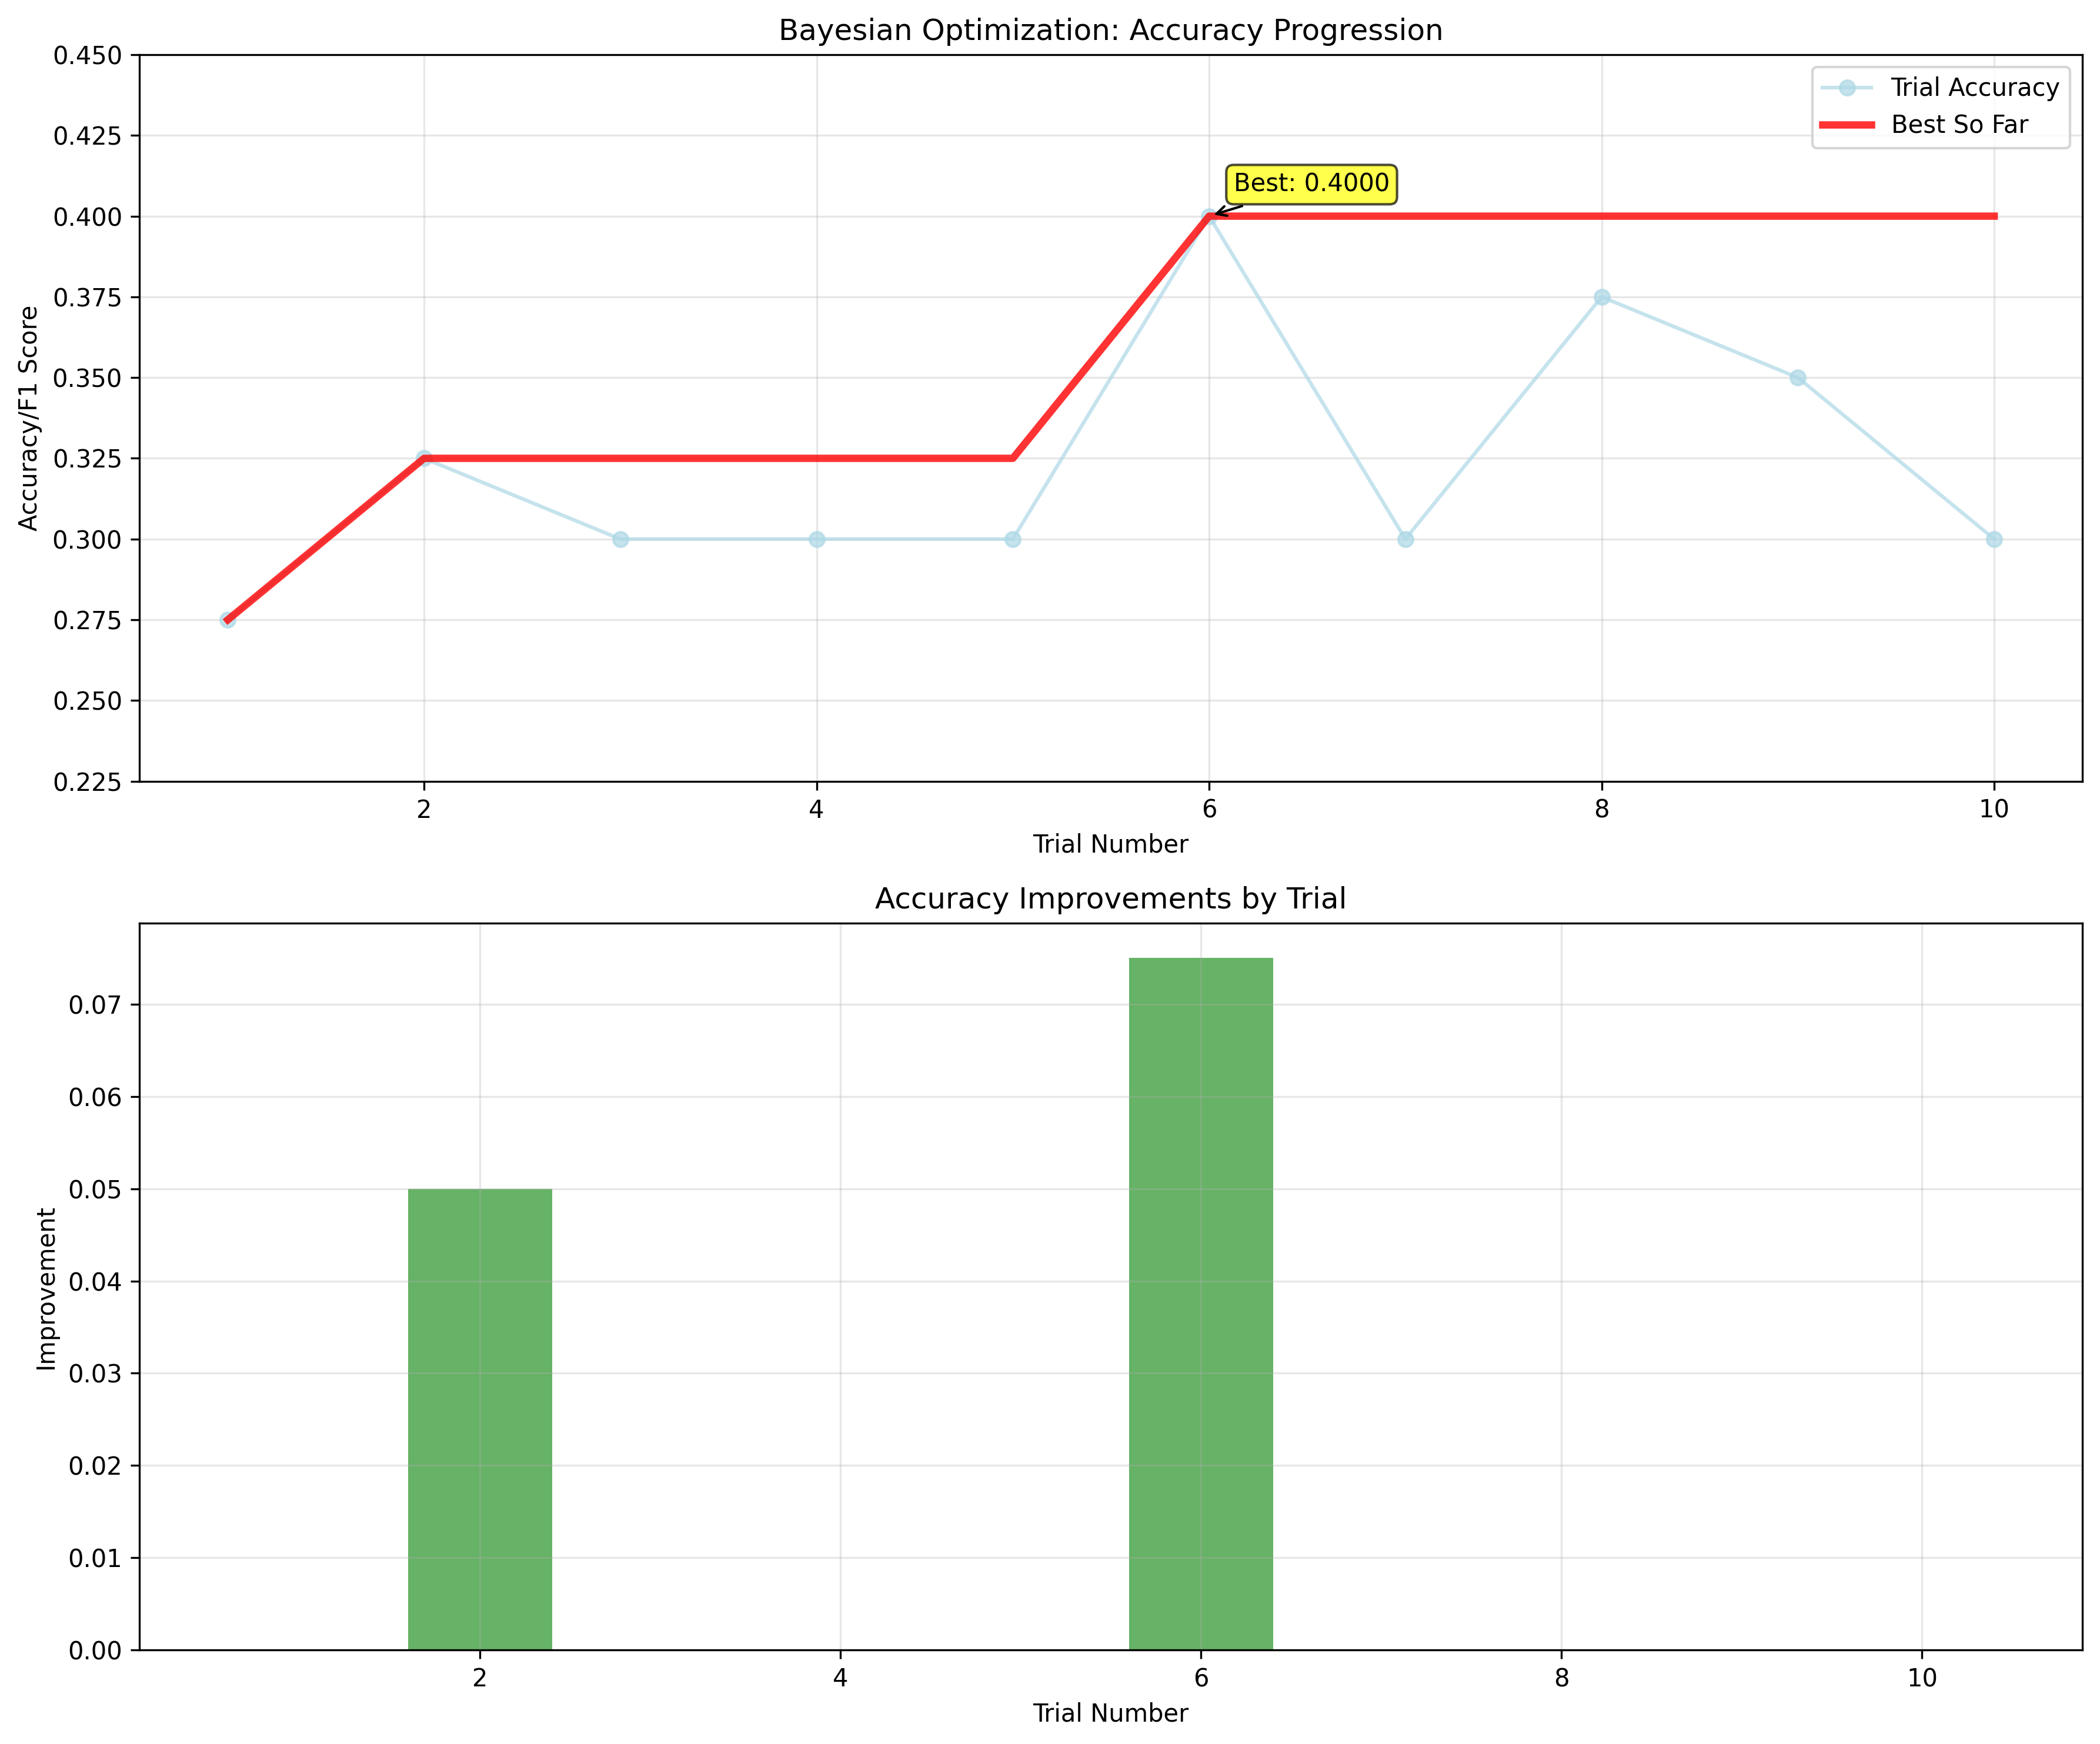 Bayesian Optimization: Accuracy Progression
0.450
0.425
0.400
0.375
0.350
0.325
0.300
0.275
0.250
0.225
Accuracy/F1 Score
Trial Accuracy
Best So Far
Best: 0.4000
2 4 6 8 10
Trial Number
Accuracy Improvements by Trial
0.07
0.06
0.05
0.04
0.03
0.02
0.01
0.00
Improvement
2 4 6 8 10
Trial Number